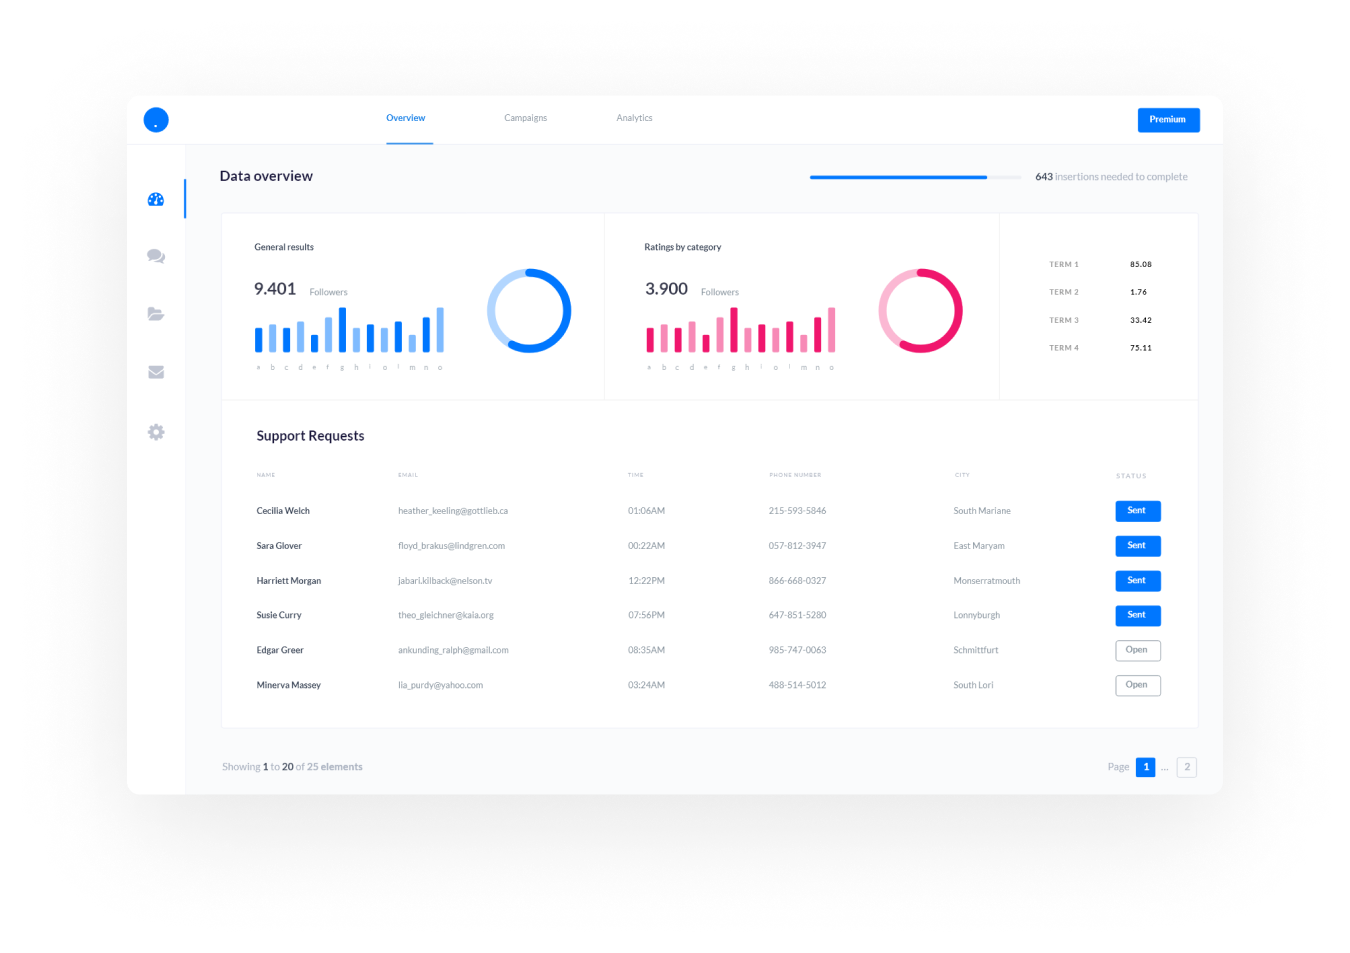 Overview Campaigns Analytics Premium
Data overview 643 insertions needed to complete
General results Ratings by category
TERM 1 85.08
9.401 Followers 3.900 Followers
TERM 2 1.76
TERM 3 33.42
TERM 4 75.11
a b c d e f g h l o l m n o a b c d e f g h l o l m n o
Support Requests
NAME EMAIL TIME PHONE NUMBER CITY STATUS
Cecilia Welch heather_keeling@gottlieb.ca 01:06AM 215-593-5846 South Mariane Sent
Sara Glover floyd_brakus@lindgren.com 00:22AM 057-812-3947 East Maryam Sent
Harriett Morgan jabari.kilback@nelson.tv 12:22PM 866-668-0327 Monserratmouth Sent
Susie Curry theo_gleichner@kaia.org 07:56PM 647-851-5280 Lonnyburgh Sent
Edgar Greer ankunding_ralph@gmail.com 08:35AM 985-747-0063 Schmittfurt Open
Minerva Massey lia_purdy@yahoo.com 03:24AM 488-514-5012 South Lori Open
Showing 1 to 20 of 25 elements Page 1 ... 2